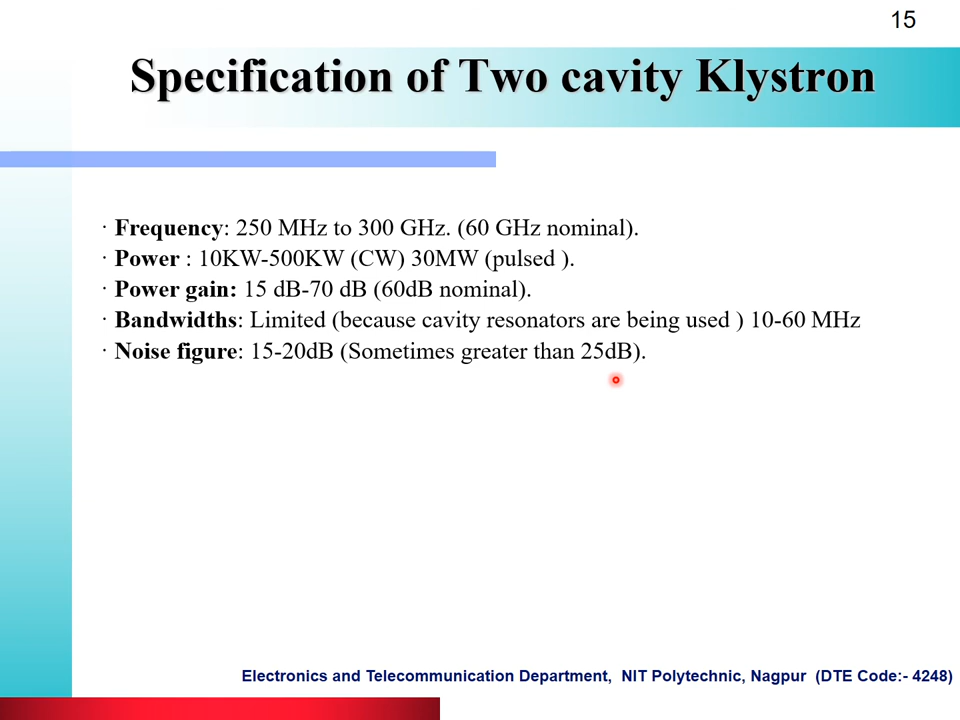 15
Specification of Two cavity Klystron
· Frequency: 250 MHz to 300 GHz. (60 GHz nominal).
· Power : 10KW-500KW (CW) 30MW (pulsed ).
· Power gain: 15 dB-70 dB (60dB nominal).
· Bandwidths: Limited (because cavity resonators are being used ) 10-60 MHz
· Noise figure: 15-20dB (Sometimes greater than 25dB).
Electronics and Telecommunication Department, NIT Polytechnic, Nagpur (DTE Code:- 4248)